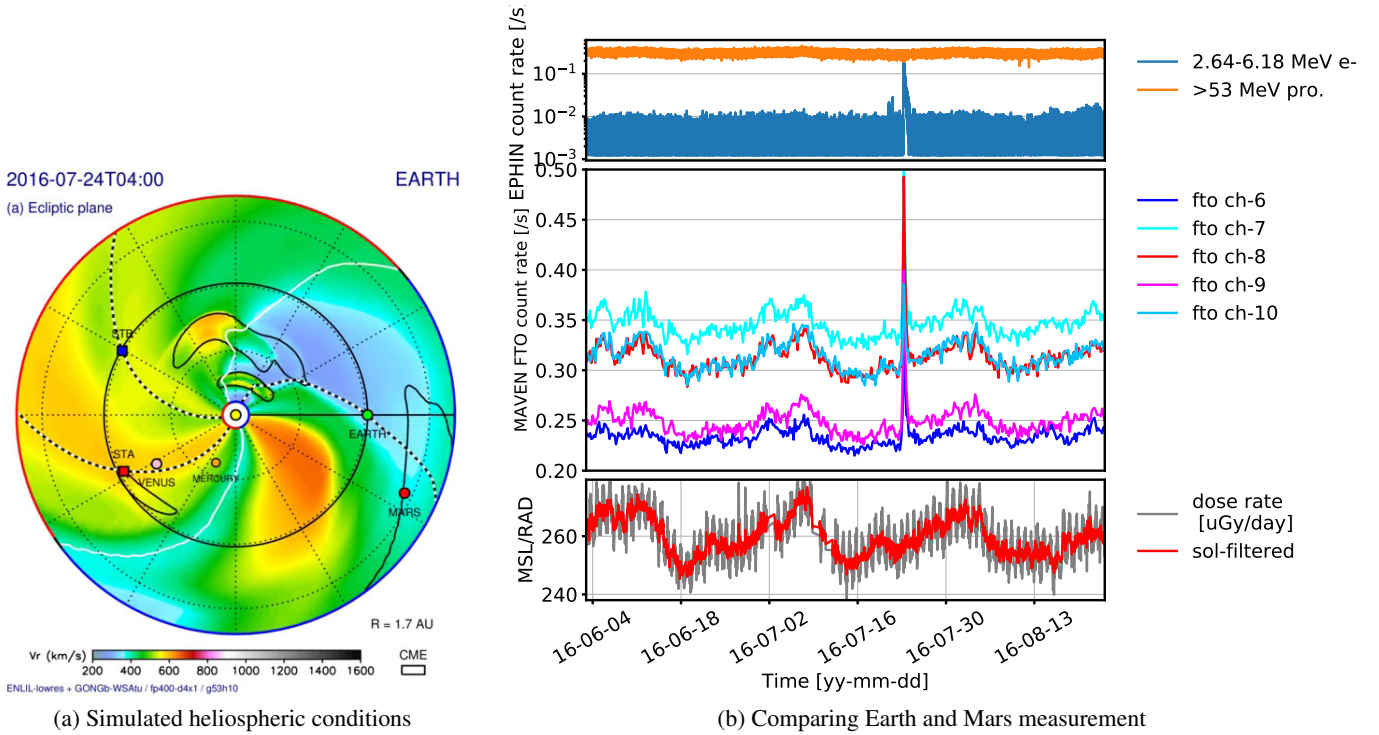 2016-07-24T04:00
EARTH
(a) Ecliptic plane
STB
EARTH
STA
VENUS
MERCURY
MARS
R = 1.7 AU
Vr (km/s)
200 400 600 800 1000 1200 1400 1600
CME
ENLIL-lowres + GONGb-WSAtu / fp400-d4x1 / g53h10
(a) Simulated heliospheric conditions
EPHIN count rate [/s
10⁻¹
10⁻²
10⁻³
2.64-6.18 MeV e-
>53 MeV pro.
MAVEN FTO count rate [/s]
0.50
0.45
0.40
0.35
0.30
0.25
0.20
fto ch-6
fto ch-7
fto ch-8
fto ch-9
fto ch-10
MSL/RAD
260
240
dose rate
[uGy/day]
sol-filtered
16-06-04 16-06-18 16-07-02 16-07-16 16-07-30 16-08-13
Time [yy-mm-dd]
(b) Comparing Earth and Mars measurement